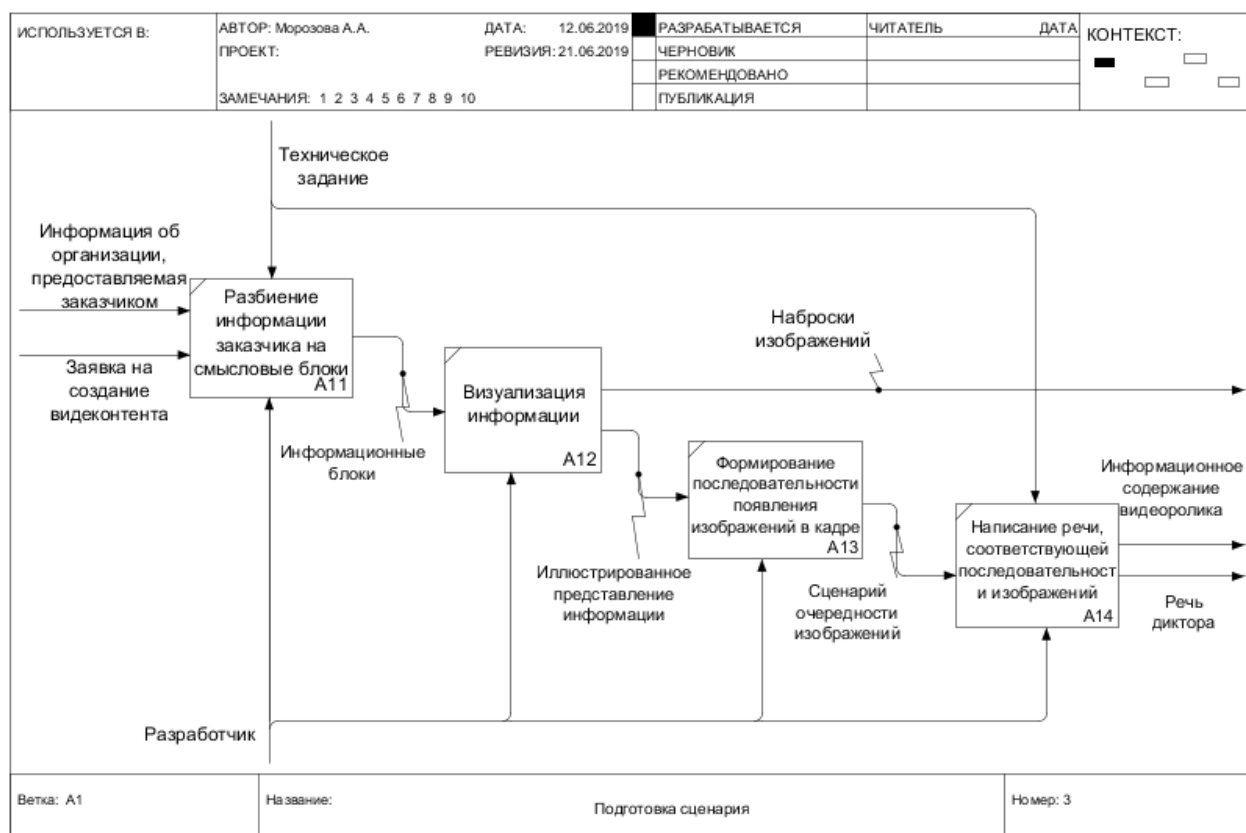 ИСПОЛЬЗУЕТСЯ В:
АВТОР: Морозова А.А.
ДАТА: 12.06.2019
ПРОЕКТ:
РЕВИЗИЯ: 21.06.2019
ЗАМЕЧАНИЯ: 1 2 3 4 5 6 7 8 9 10
РАЗРАБАТЫВАЕТСЯ
ЧЕРНОВИК
РЕКОМЕНДОВАНО
ПУБЛИКАЦИЯ
ЧИТАТЕЛЬ
ДАТА
КОНТЕКСТ:
Техническое
задание
Информация об
организации,
предоставляемая
заказчиком
Заявка на
создание
видеконтента
Разбиение
информации
заказчика на
смысловые блоки
A11
Информационные
блоки
Визуализация
информации
A12
Наброски
изображений
Иллюстрированное
представление
информации
Формирование
последовательности
появления
изображений в кадре
A13
Сценарий
очередности
изображений
Написание речи,
соответствующей
последовательност
и изображений
A14
Информационное
содержание
видеоролика
Речь
диктора
Разработчик
Ветка: A1
Название:
Подготовка сценария
Номер: 3